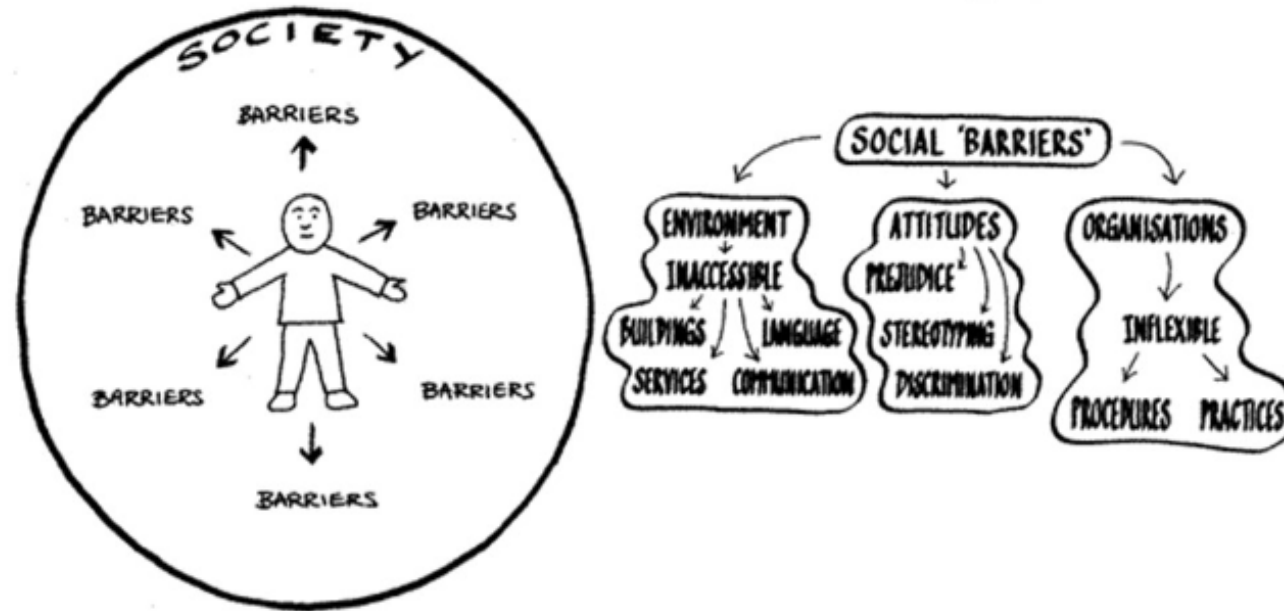 SOCIETY
BARRIERS
BARRIERS
BARRIERS
BARRIERS
BARRIERS
BARRIERS
SOCIAL 'BARRIERS'
ENVIRONMENT
INACCESSIBLE
BUILDINGS LANGUAGE
SERVICES COMMUNICATION
ATTITUDES
PREJUDICE
STEREOTYPING
DISCRIMINATION
ORGANISATIONS
INFLEXIBLE
PROCEDURES PRACTICES